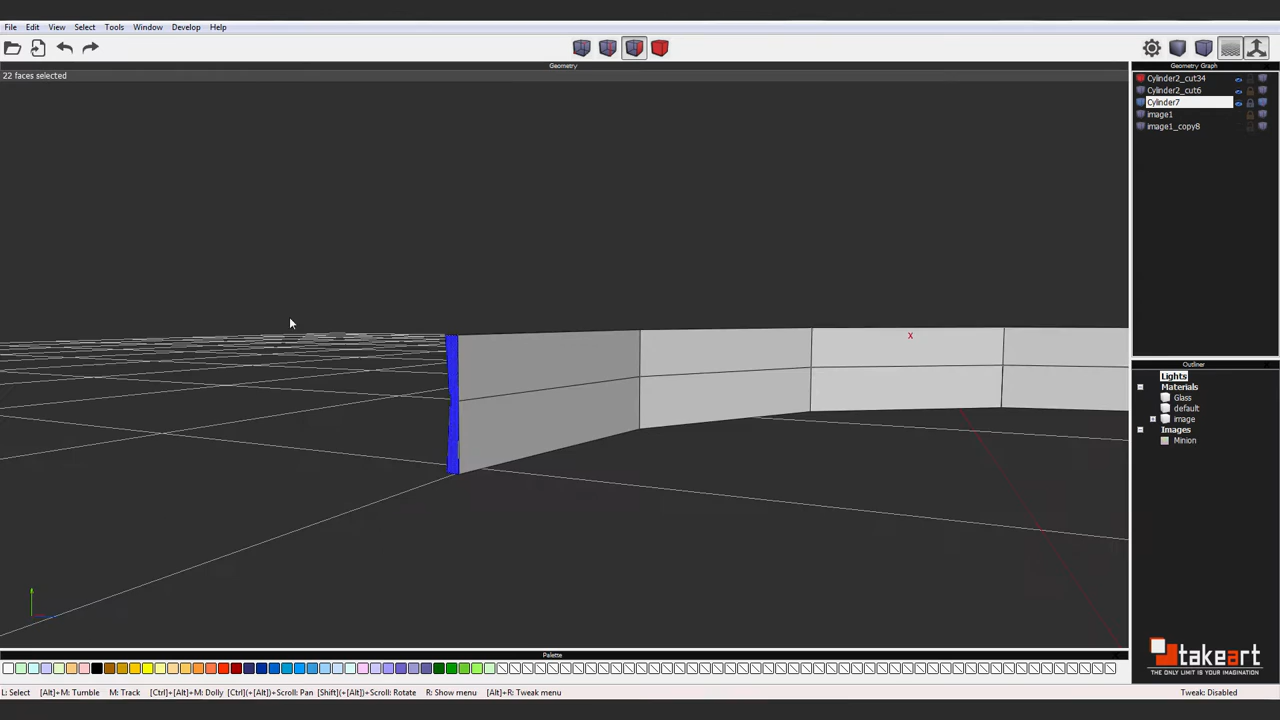 File Edit View Select Tools Window Develop Help
Geometry
Geometry Graph
22 faces selected
Cylinder2_cut34
Cylinder2_cut6
Cylinder7
image1
image1_copy8
X
Outliner
Lights
Materials
Glass
default
image
Images
Minion
takeart
THE ONLY LIMIT IS YOUR IMAGINATION
Palette
L: Select [Alt]+M: Tumble M: Track [Ctrl]+[Alt]+M: Dolly [Ctrl](+[Alt])+Scroll: Pan [Shift](+[Alt])+Scroll: Rotate R: Show menu [Alt]+R: Tweak menu
Tweak: Disabled